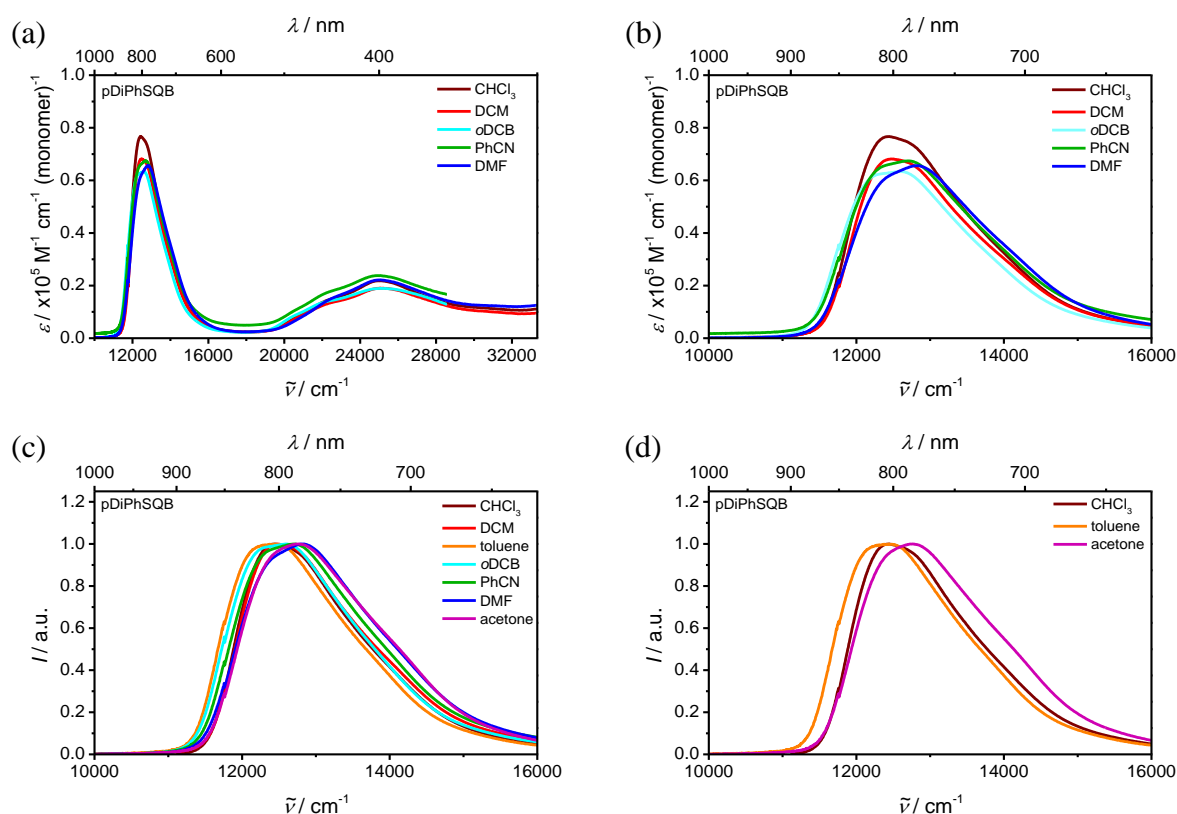 (a)
λ / nm
1000 800 600 400
1.0
0.8
0.6
0.4
0.2
0.0
ε / x10⁵ M⁻¹ cm⁻¹ (monomer)⁻¹
pDiPhSQB
CHCl₃
DCM
oDCB
PhCN
DMF
12000 16000 20000 24000 28000 32000
ṽ / cm⁻¹
(b)
λ / nm
1000 900 800 700
1.0
0.8
0.6
0.4
0.2
0.0
ε / x10⁵ M⁻¹ cm⁻¹ (monomer)⁻¹
pDiPhSQB
CHCl₃
DCM
oDCB
PhCN
DMF
10000 12000 14000 16000
ṽ / cm⁻¹
(c)
λ / nm
1000 900 800 700
1.2
1.0
0.8
0.6
0.4
0.2
0.0
I / a.u.
pDiPhSQB
CHCl₃
DCM
toluene
oDCB
PhCN
DMF
acetone
10000 12000 14000 16000
ṽ / cm⁻¹
(d)
λ / nm
1000 900 800 700
1.2
1.0
0.8
0.6
0.4
0.2
0.0
I / a.u.
pDiPhSQB
CHCl₃
toluene
acetone
10000 12000 14000 16000
ṽ / cm⁻¹